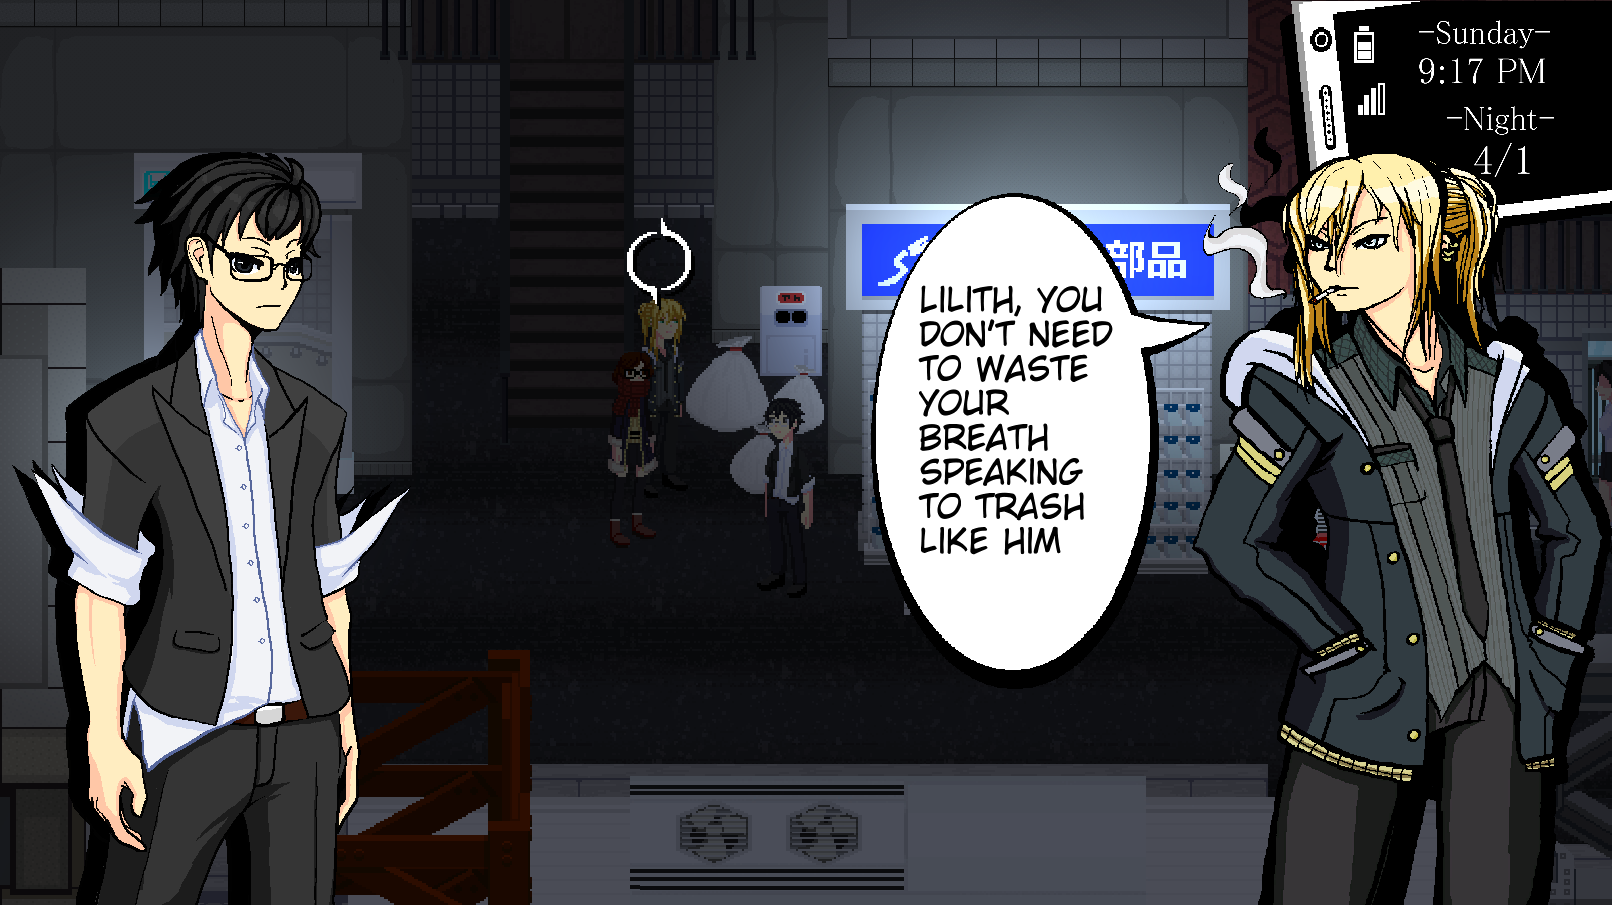 -Sunday-
9:17 PM
-Night-
4/1
部品
LILITH, YOU
DON'T NEED
TO WASTE
YOUR
BREATH
SPEAKING
TO TRASH
LIKE HIM